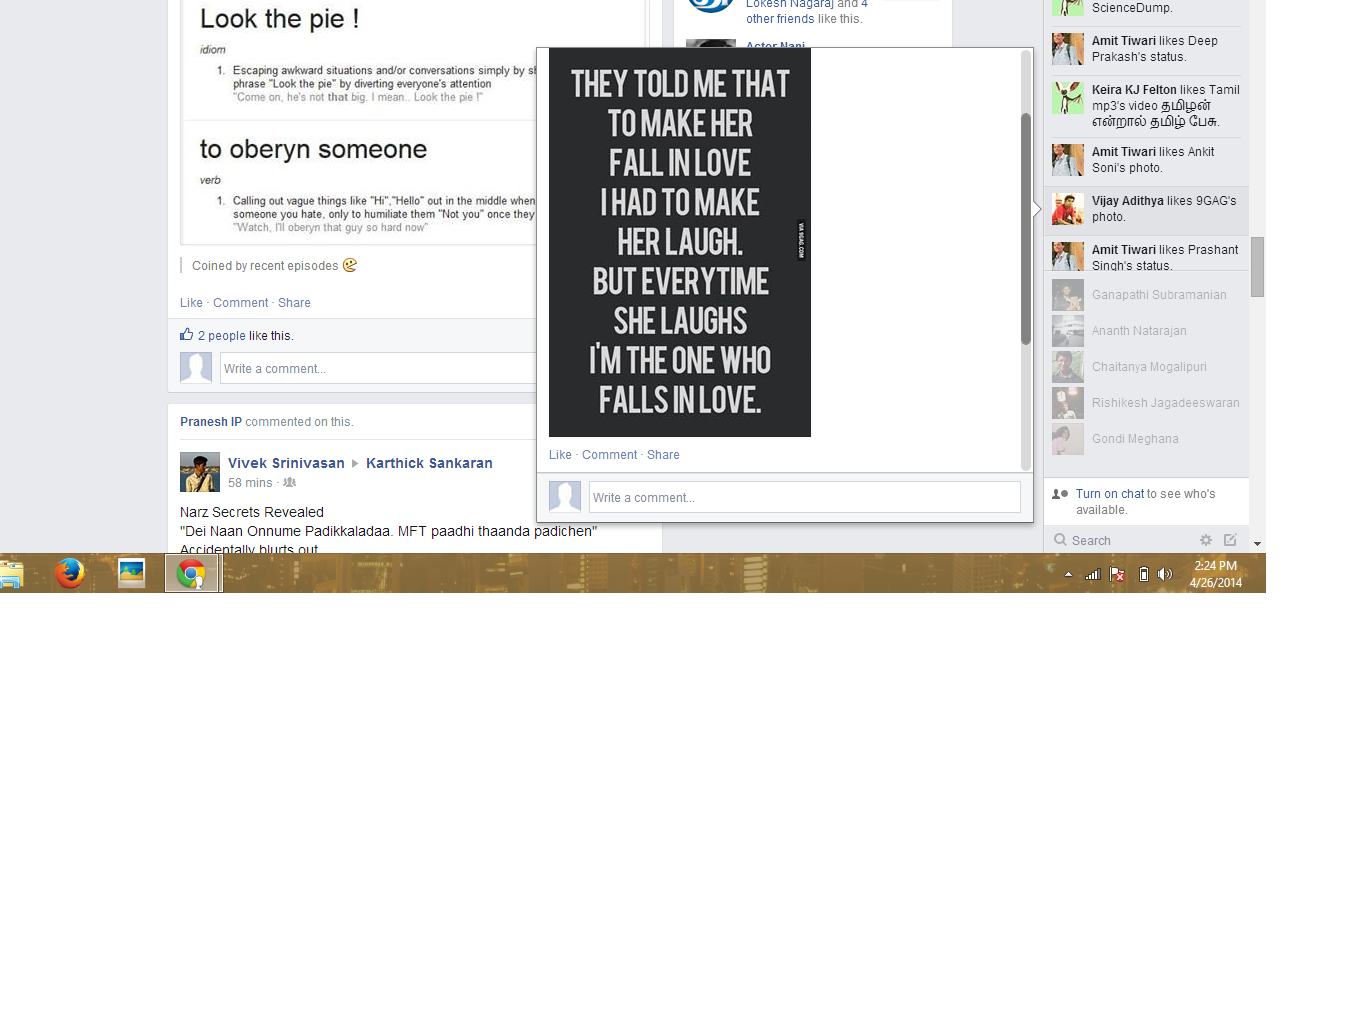 Look the pie !
idiom
1. Escaping awkward situations and/or conversations simply by sh
phrase "Look the pie" by diverting everyone's attention
"Come on, he's not that big. I mean.. Look the pie !"
to oberyn someone
verb
1. Calling out vague things like "Hi","Hello" out in the middle when
someone you hate, only to humiliate them "Not you" once they
"Watch, I'll oberyn that guy so hard now"
Coined by recent episodes
Like · Comment · Share
2 people like this.
Write a comment...
Pranesh IP commented on this.
Vivek Srinivasan ▸ Karthick Sankaran
58 mins ·
Narz Secrets Revealed
"Dei Naan Onnume Padikkaladaa. MFT paadhi thaanda padichen"
Accidentally blurts out
Lokesh Nagaraj and 4
other friends like this.
Actor Nani
THEY TOLD ME THAT
TO MAKE HER
FALL IN LOVE
I HAD TO MAKE
HER LAUGH.
BUT EVERYTIME
SHE LAUGHS
I'M THE ONE WHO
FALLS IN LOVE.
VIA 9GAG.COM
Like · Comment · Share
Write a comment...
ScienceDump.
Amit Tiwari likes Deep
Prakash's status.
Keira KJ Felton likes Tamil
mp3's video தமிழன்
என்றால் தமிழ் பேசு.
Amit Tiwari likes Ankit
Soni's photo.
Vijay Adithya likes 9GAG's
photo.
Amit Tiwari likes Prashant
Singh's status.
Ganapathi Subramanian
Ananth Natarajan
Chaitanya Mogalipuri
Rishikesh Jagadeeswaran
Gondi Meghana
Turn on chat to see who's
available.
Search
2:24 PM
4/26/2014